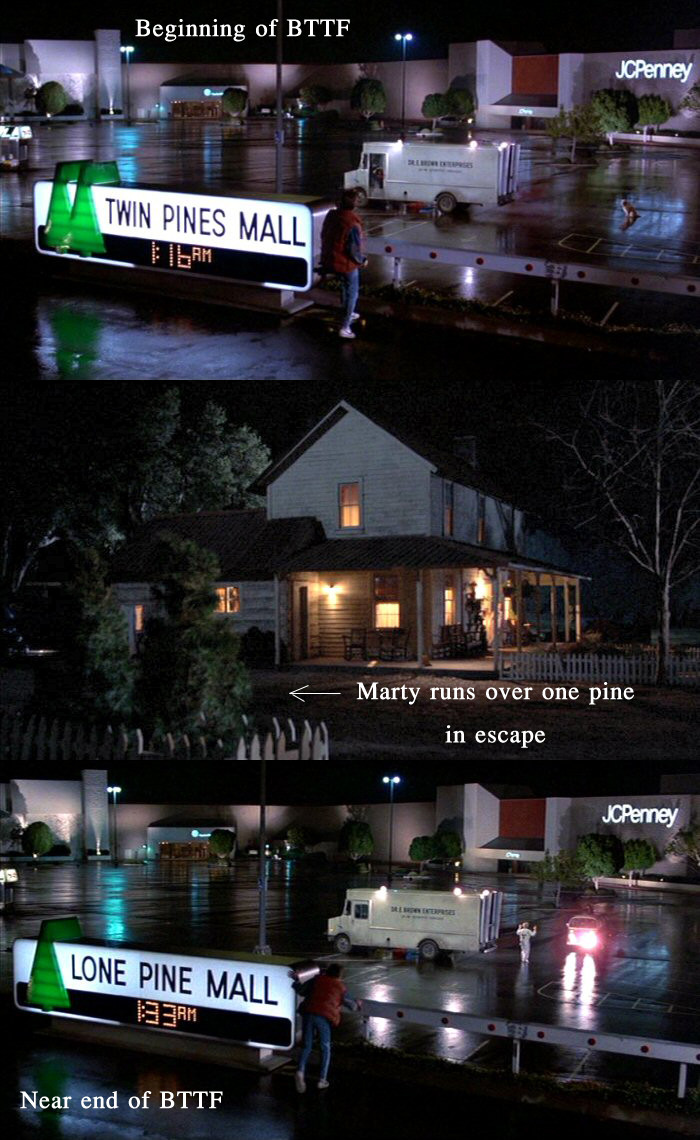 Beginning of BTTF
JCPenney
DR. E. BROWN ENTERPRISES
TWIN PINES MALL
1:16AM
Marty runs over one pine
in escape
JCPenney
DR. E. BROWN ENTERPRISES
LONE PINE MALL
1:33AM
Near end of BTTF